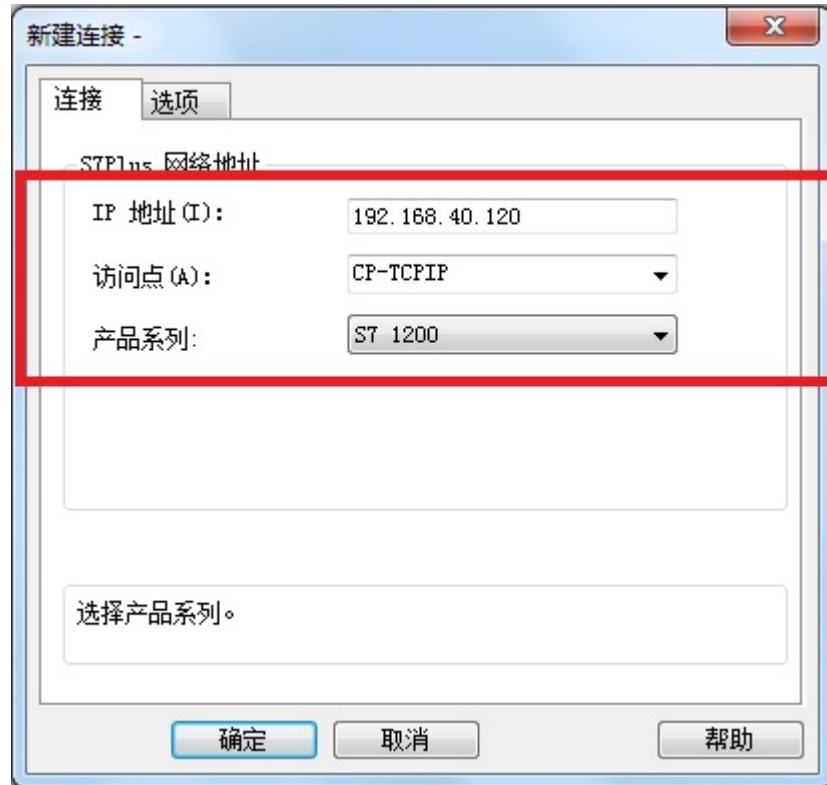 新建连接 -
连接 选项
S7Plus 网络地址
IP 地址(I): 192.168.40.120
访问点(A): CP-TCPIP
产品系列: S7 1200
选择产品系列。
确定 取消 帮助